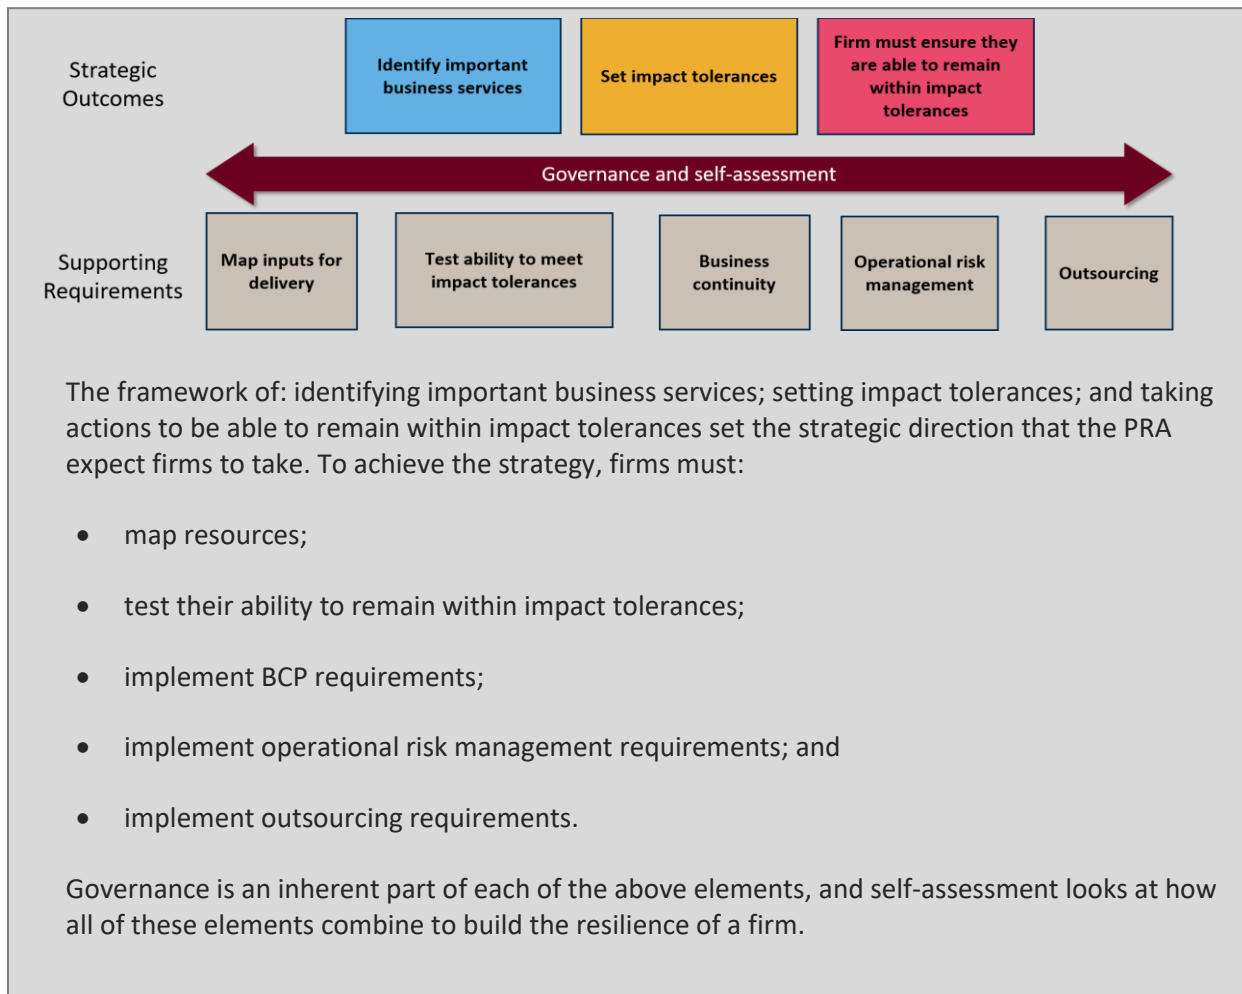 Strategic
Outcomes
Identify important
business services
Set impact tolerances
Firm must ensure they
are able to remain
within impact
tolerances
Governance and self-assessment
Supporting
Requirements
Map inputs for
delivery
Test ability to meet
impact tolerances
Business
continuity
Operational risk
management
Outsourcing
The framework of: identifying important business services; setting impact tolerances; and taking
actions to be able to remain within impact tolerances set the strategic direction that the PRA
expect firms to take. To achieve the strategy, firms must:
• map resources;
• test their ability to remain within impact tolerances;
• implement BCP requirements;
• implement operational risk management requirements; and
• implement outsourcing requirements.
Governance is an inherent part of each of the above elements, and self-assessment looks at how
all of these elements combine to build the resilience of a firm.